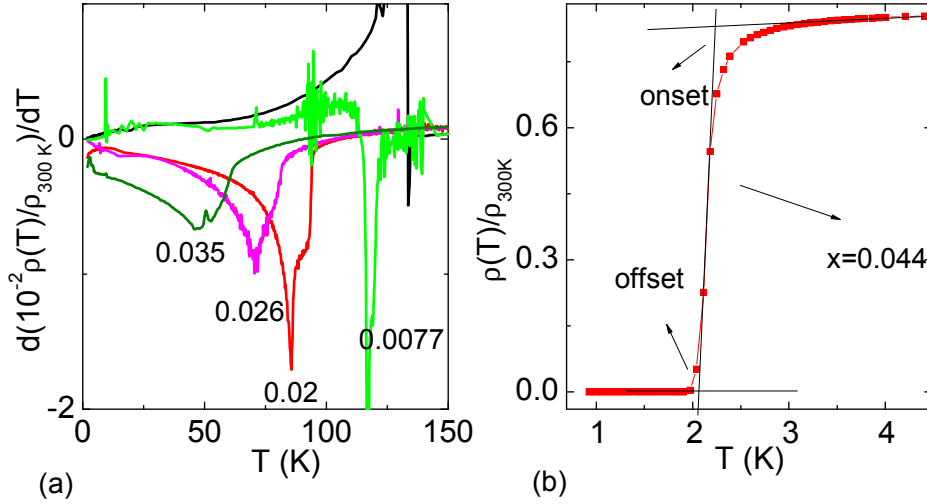 0
-2
0 50 100 150
T (K)
d(10⁻² ρ(T)/ρ₃₀₀ K)/dT
0.035
0.026
0.02
0.0077
(a)
0.6
0.3
0.0
1 2 3 4
T (K)
ρ(T)/ρ₃₀₀K
onset
offset
x=0.044
(b)